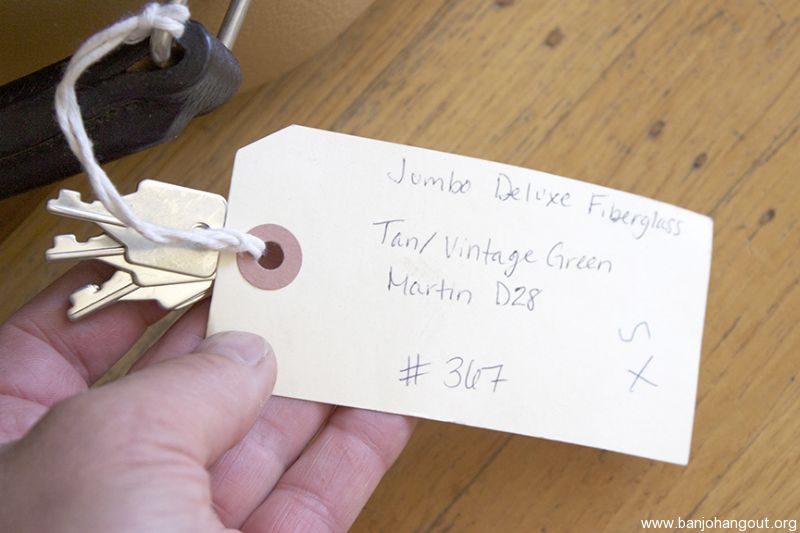 Jumbo Deluxe Fiberglass
Tan/Vintage Green
Martin D28
# 367
S
X
www.banjohangout.org